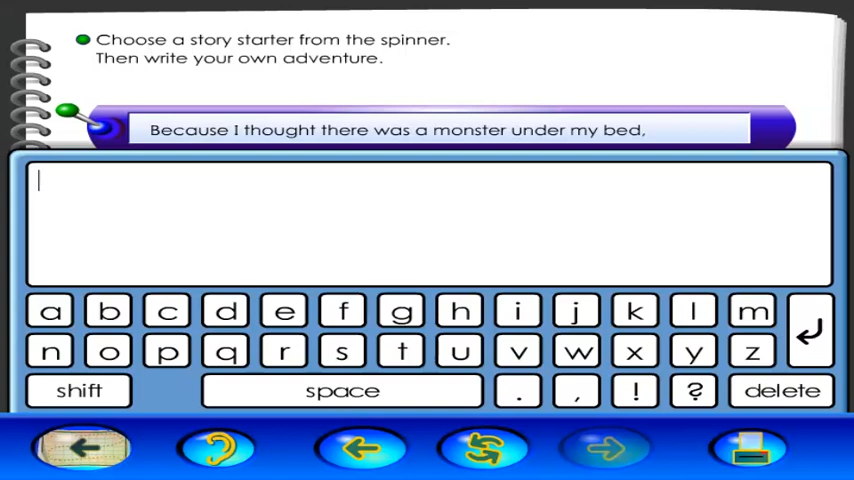 Choose a story starter from the spinner.
Then write your own adventure.
Because I thought there was a monster under my bed,
a b c d e f g h i j k l m
n o p q r s t u v w x y z
shift space . , ! ? delete